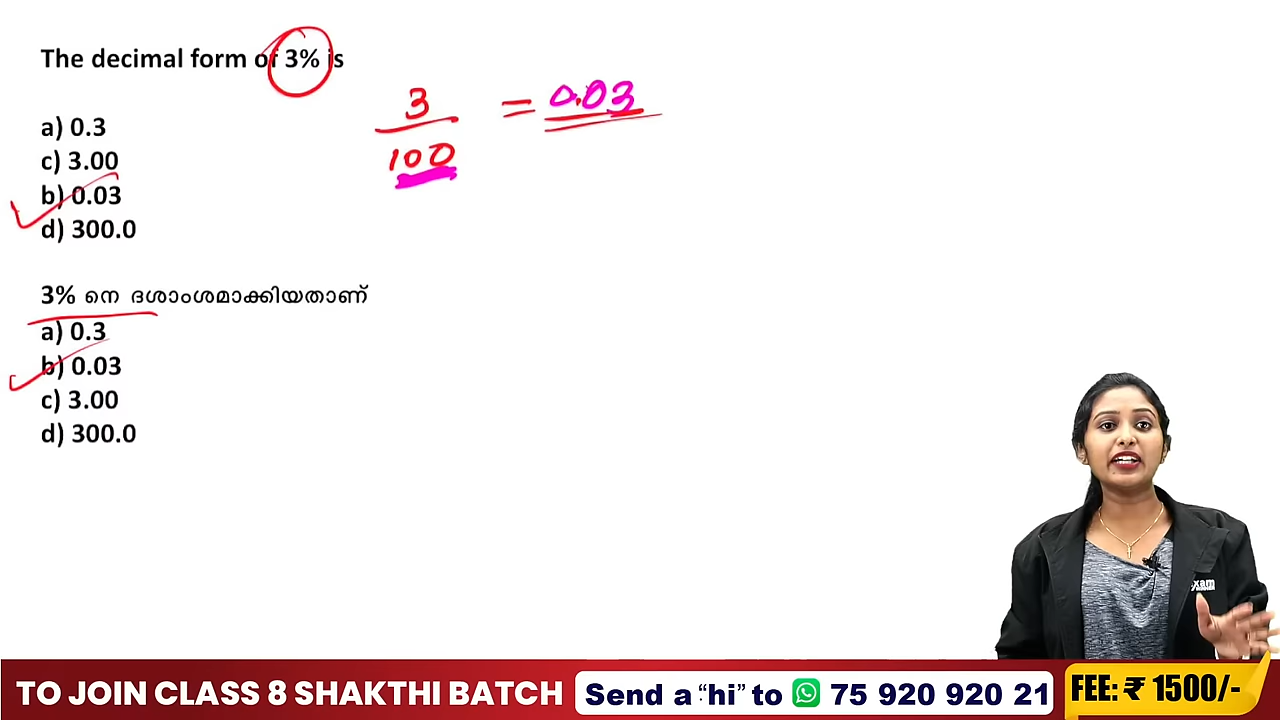 The decimal form of 3% is
3
100
= 0.03
a) 0.3
c) 3.00
b) 0.03
d) 300.0
3% നെ ദശാംശമാക്കിയതാണ്
a) 0.3
b) 0.03
c) 3.00
d) 300.0
TO JOIN CLASS 8 SHAKTHI BATCH
Send a “hi” to 75 920 920 21
FEE: ₹ 1500/-